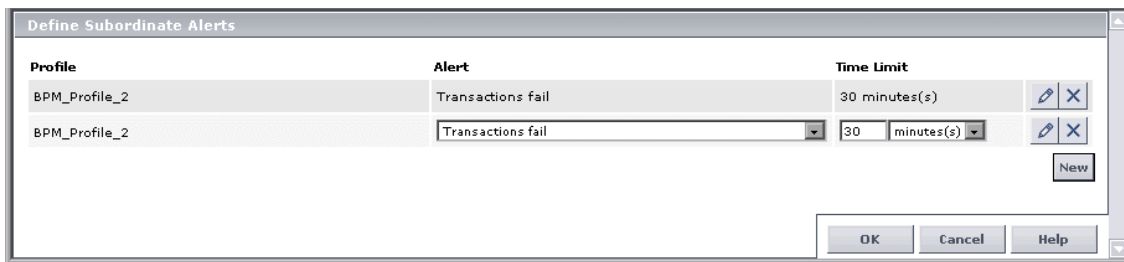 Define Subordinate Alerts
Profile Alert Time Limit
BPM_Profile_2 Transactions fail 30 minutes(s)
BPM_Profile_2 Transactions fail 30 minutes(s)
New
OK Cancel Help